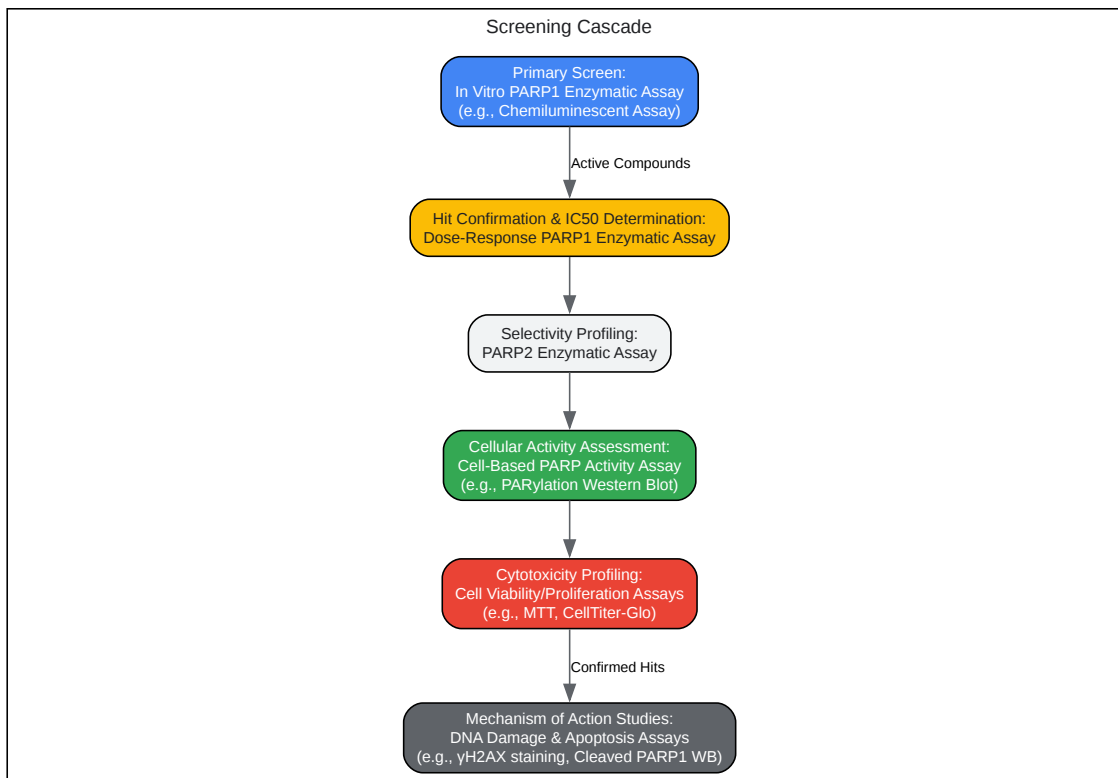 Screening Cascade
Primary Screen:
In Vitro PARP1 Enzymatic Assay
(e.g., Chemiluminescent Assay)
Active Compounds
Hit Confirmation & IC50 Determination:
Dose-Response PARP1 Enzymatic Assay
Selectivity Profiling:
PARP2 Enzymatic Assay
Cellular Activity Assessment:
Cell-Based PARP Activity Assay
(e.g., PARylation Western Blot)
Cytotoxicity Profiling:
Cell Viability/Proliferation Assays
(e.g., MTT, CellTiter-Glo)
Confirmed Hits
Mechanism of Action Studies:
DNA Damage & Apoptosis Assays
(e.g., γH2AX staining, Cleaved PARP1 WB)